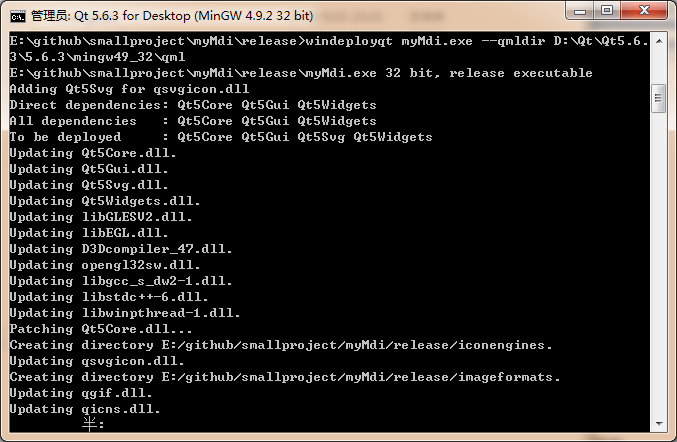 管理员: Qt 5.6.3 for Desktop (MinGW 4.9.2 32 bit)
E:\github\smallproject\myMdi\release>windeployqt myMdi.exe --qmldir D:\Qt\Qt5.6.
3\5.6.3\mingw49_32\qml
E:\github\smallproject\myMdi\release\myMdi.exe 32 bit, release executable
Adding Qt5Svg for qsvgicon.dll
Direct dependencies: Qt5Core Qt5Gui Qt5Widgets
All dependencies   : Qt5Core Qt5Gui Qt5Widgets
To be deployed     : Qt5Core Qt5Gui Qt5Svg Qt5Widgets
Updating Qt5Core.dll.
Updating Qt5Gui.dll.
Updating Qt5Svg.dll.
Updating Qt5Widgets.dll.
Updating libGLESV2.dll.
Updating libEGL.dll.
Updating D3Dcompiler_47.dll.
Updating opengl32sw.dll.
Updating libgcc_s_dw2-1.dll.
Updating libstdc++-6.dll.
Updating libwinpthread-1.dll.
Patching Qt5Core.dll...
Creating directory E:/github/smallproject/myMdi/release/iconengines.
Updating qsvgicon.dll.
Creating directory E:/github/smallproject/myMdi/release/imageformats.
Updating qgif.dll.
Updating qicns.dll.
半: